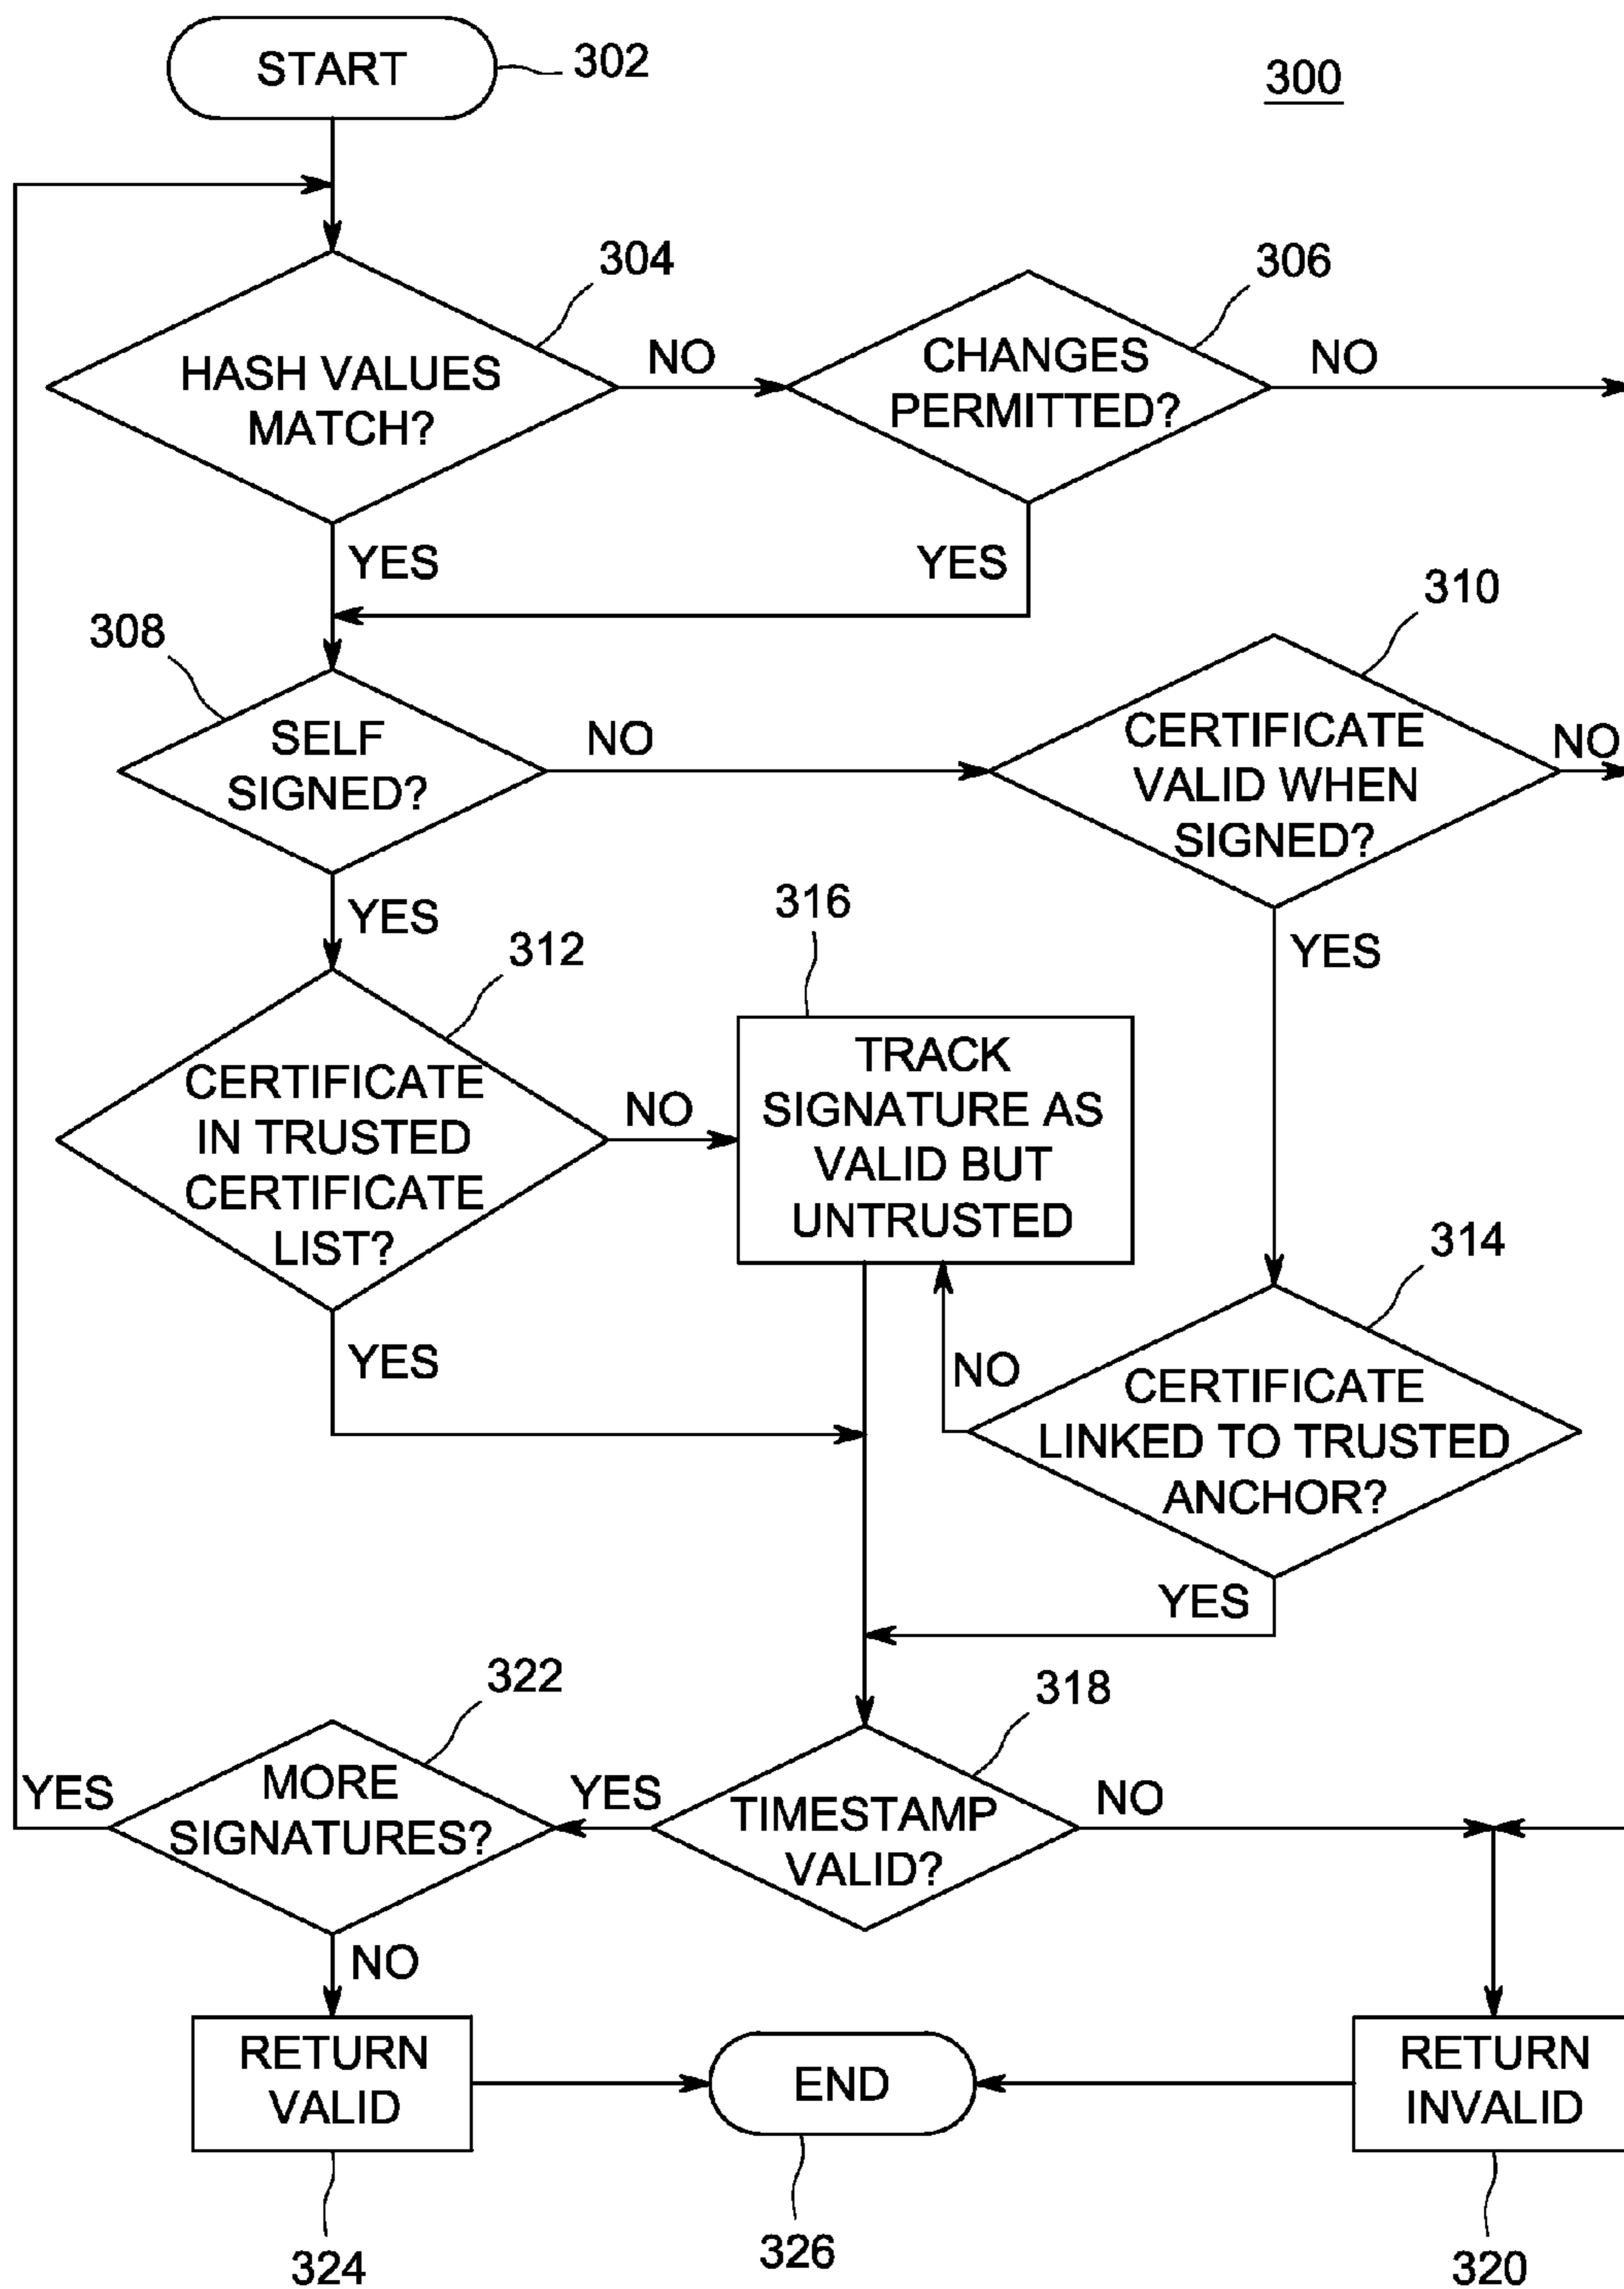 START
302
300
304
306
HASH VALUES
MATCH?
NO
CHANGES
PERMITTED?
NO
YES
YES
308
310
SELF
SIGNED?
NO
CERTIFICATE
VALID WHEN
SIGNED?
NO
YES
316
YES
312
CERTIFICATE
IN TRUSTED
CERTIFICATE
LIST?
NO
TRACK
SIGNATURE AS
VALID BUT
UNTRUSTED
314
YES
NO
CERTIFICATE
LINKED TO TRUSTED
ANCHOR?
YES
322
318
YES
MORE
SIGNATURES?
YES
TIMESTAMP
VALID?
NO
NO
RETURN
VALID
END
RETURN
INVALID
324
326
320